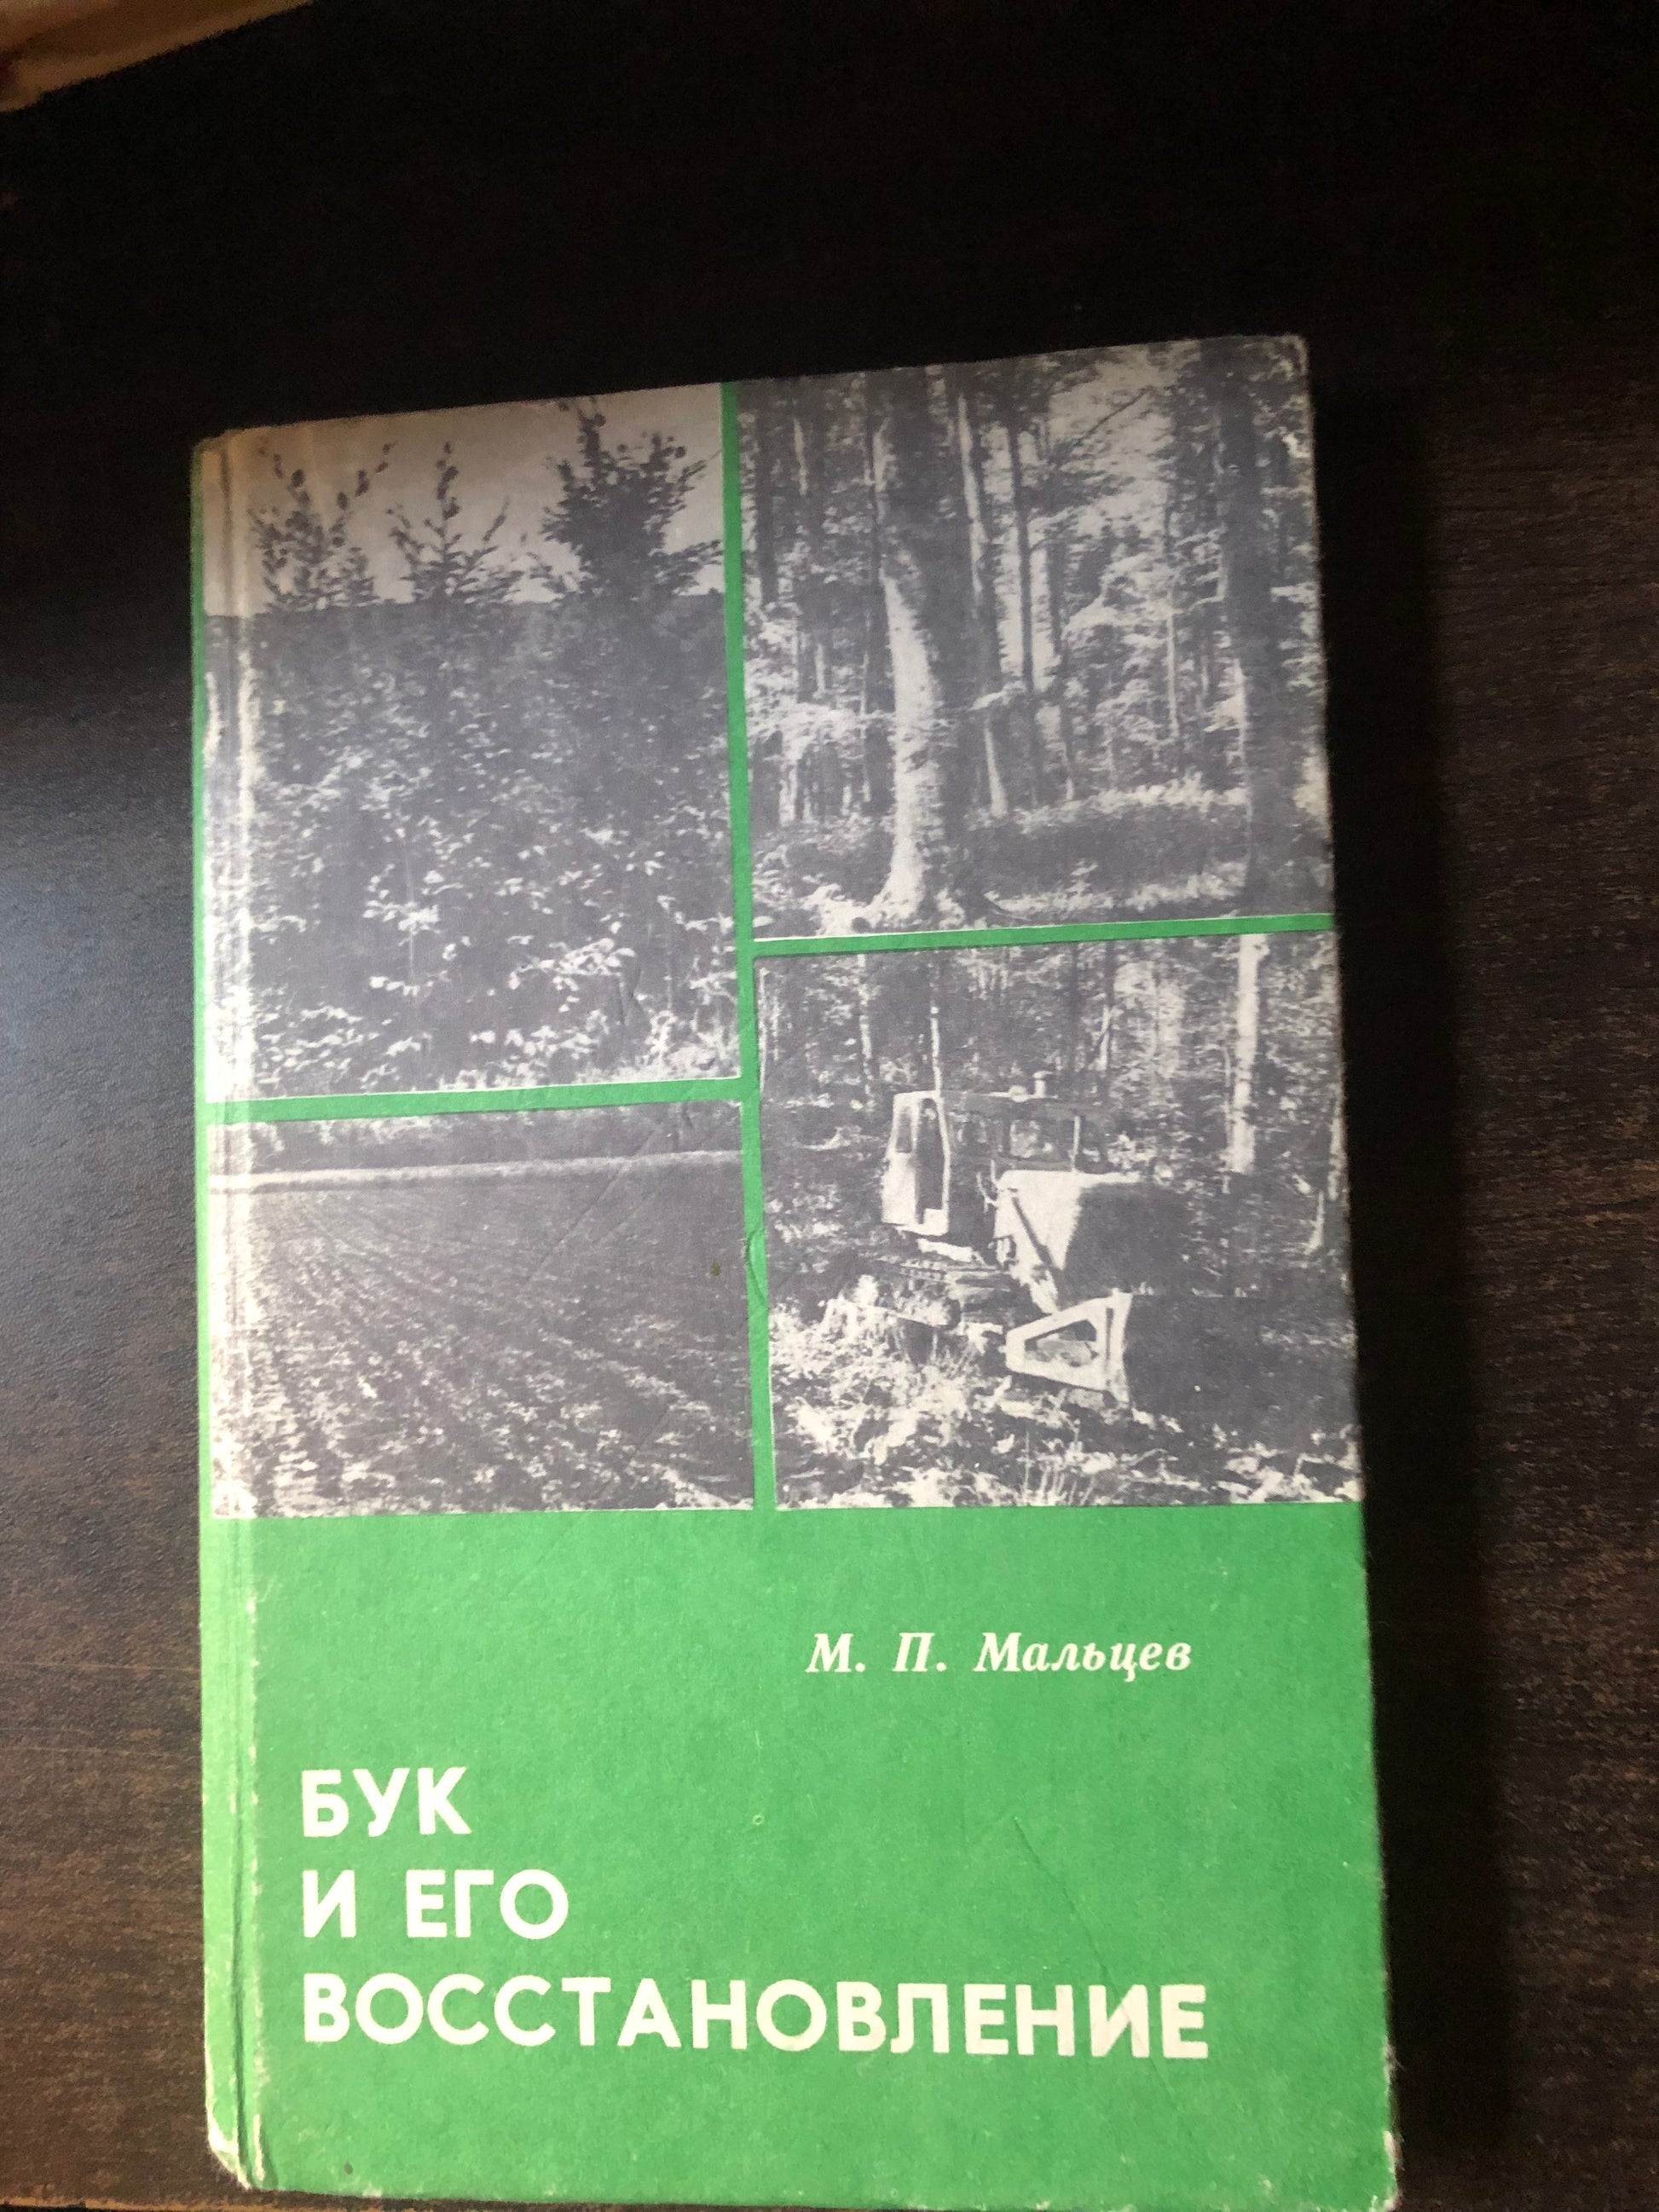 М. П. Мальцев
БУК
И ЕГО
ВОССТАНОВЛЕНИЕ